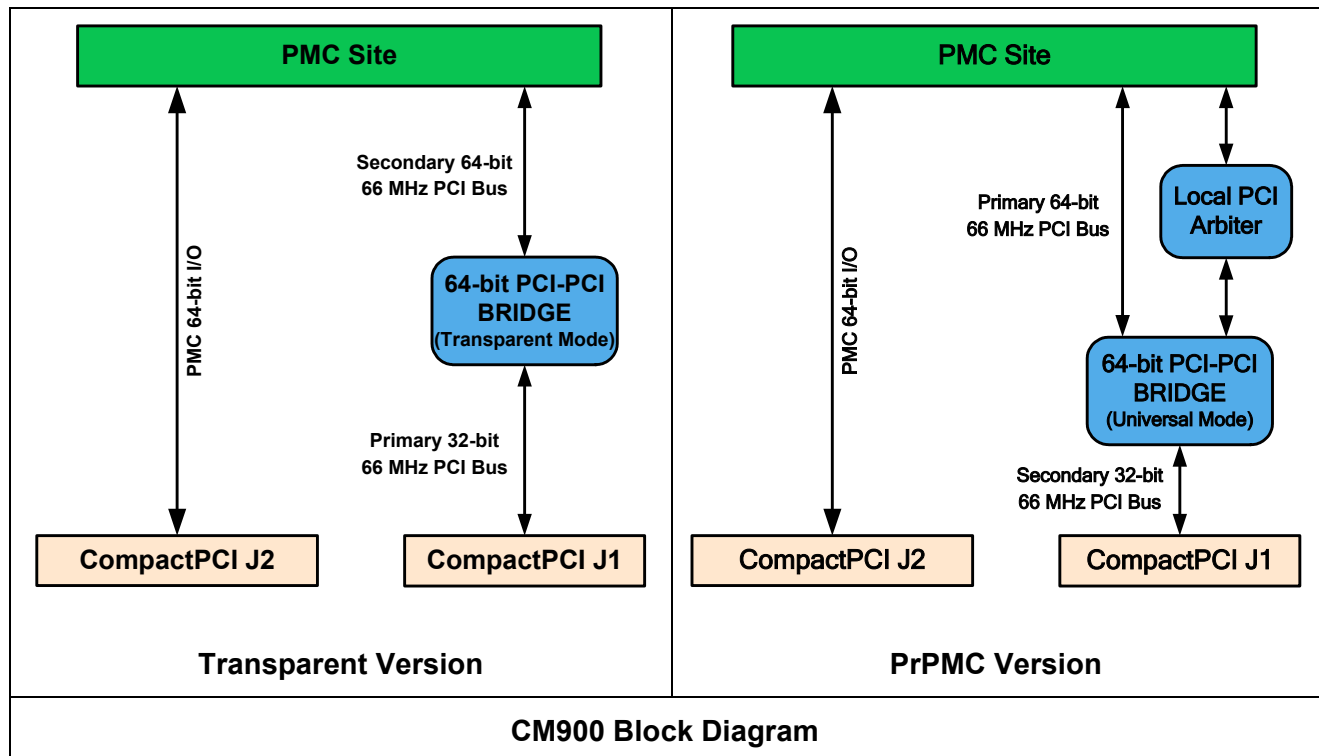 PMC Site
Secondary 64-bit
66 MHz PCI Bus
PMC 64-bit I/O
64-bit PCI-PCI
BRIDGE
(Transparent Mode)
Primary 32-bit
66 MHz PCI Bus
CompactPCI J2
CompactPCI J1
Transparent Version
PMC Site
Primary 64-bit
66 MHz PCI Bus
Local PCI
Arbiter
PMC 64-bit I/O
64-bit PCI-PCI
BRIDGE
(Universal Mode)
Secondary 32-bit
66 MHz PCI Bus
CompactPCI J2
CompactPCI J1
PrPMC Version
CM900 Block Diagram